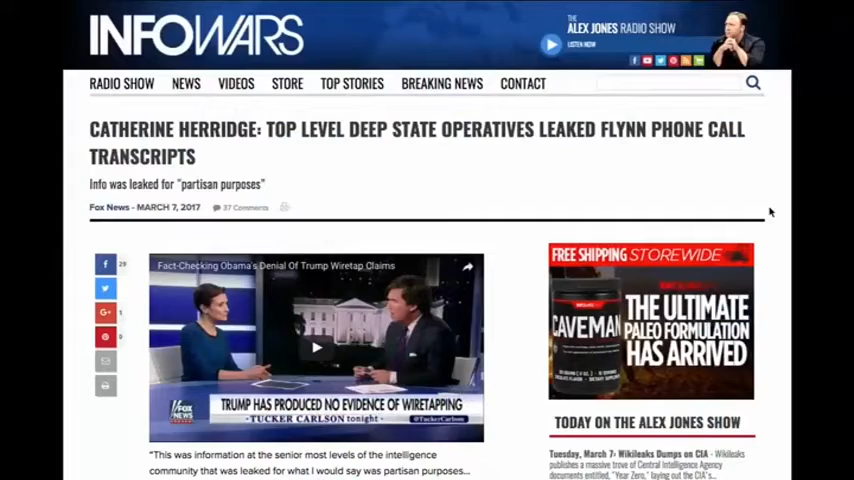 INFOWARS
THE
ALEX JONES RADIO SHOW
LISTEN NOW
RADIO SHOW NEWS VIDEOS STORE TOP STORIES BREAKING NEWS CONTACT
CATHERINE HERRIDGE: TOP LEVEL DEEP STATE OPERATIVES LEAKED FLYNN PHONE CALL
TRANSCRIPTS
Info was leaked for "partisan purposes"
Fox News - MARCH 7, 2017 37 Comments
29
1
0
Fact-Checking Obama's Denial Of Trump Wiretap Claims
FOX
NEWS
TRUMP HAS PRODUCED NO EVIDENCE OF WIRETAPPING
- TUCKER CARLSON tonight - @TuckerCarlson
"This was information at the senior most levels of the intelligence
community that was leaked for what I would say was partisan purposes...
FREE SHIPPING STOREWIDE
CAVEMAN
THE ULTIMATE
PALEO FORMULATION
HAS ARRIVED
TODAY ON THE ALEX JONES SHOW
Tuesday, March 7: Wikileaks Dumps on CIA - Wikileaks
publishes a massive trove of Central Intelligence Agency
documents entitled, "Year Zero," laying out the CIA's